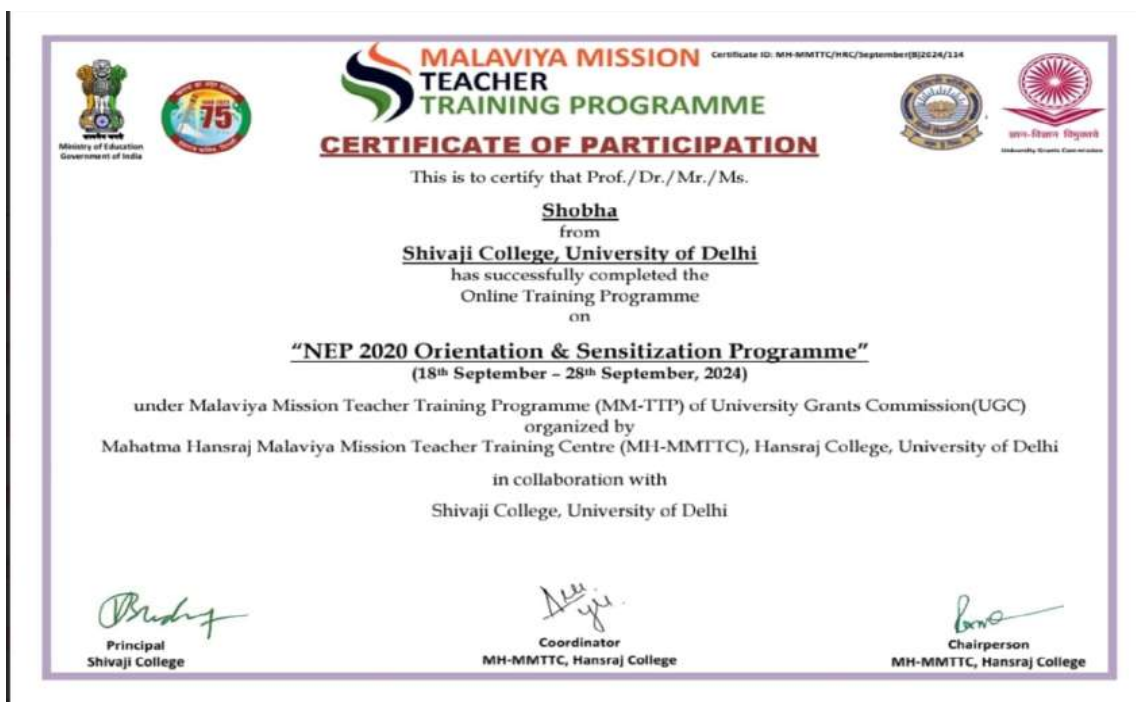 MALAVIYA MISSION
TEACHER
TRAINING PROGRAMME
Certificate ID: MH-MMTTC/HRC/September(B)2024/114
Ministry of Education
Government of India
75
ज्ञान-विज्ञान विमुक्तये
University Grants Commission
CERTIFICATE OF PARTICIPATION
This is to certify that Prof./Dr./Mr./Ms.
Shobha
from
Shivaji College, University of Delhi
has successfully completed the
Online Training Programme
on
“NEP 2020 Orientation & Sensitization Programme”
(18th September – 28th September, 2024)
under Malaviya Mission Teacher Training Programme (MM-TTP) of University Grants Commission(UGC)
organized by
Mahatma Hansraj Malaviya Mission Teacher Training Centre (MH-MMTTC), Hansraj College, University of Delhi
in collaboration with
Shivaji College, University of Delhi
Principal
Shivaji College
Coordinator
MH-MMTTC, Hansraj College
Chairperson
MH-MMTTC, Hansraj College